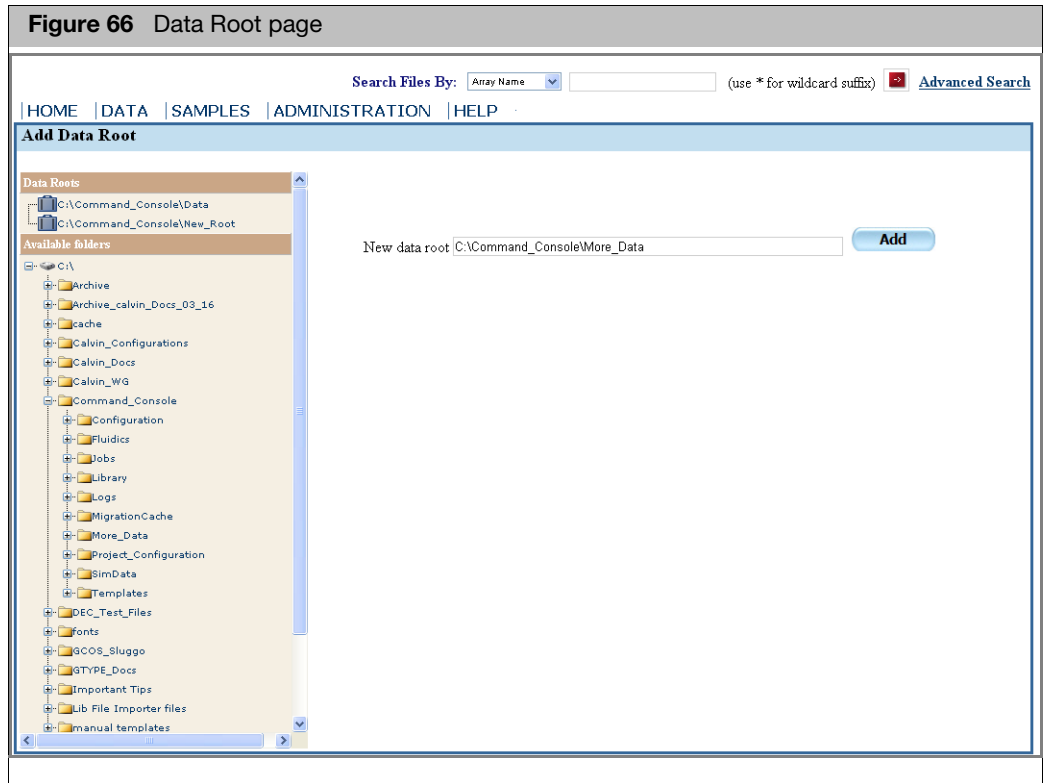 Figure 66 Data Root page
Search Files By: Array Name (use * for wildcard suffix) Advanced Search
|HOME |DATA |SAMPLES |ADMINISTRATION |HELP
Add Data Root
Data Roots
C:\Command_Console\Data
C:\Command_Console\New_Root
Available folders
New data root C:\Command_Console\More_Data Add
C:\
Archive
Archive_calvin_Docs_03_16
cache
Calvin_Configurations
Calvin_Docs
Calvin_WG
Command_Console
Configuration
Fluidics
Jobs
Library
Logs
MigrationCache
More_Data
Project_Configuration
SimData
Templates
DEC_Test_Files
fonts
GCOS_Sluggo
GTYPE_Docs
Important Tips
Lib File Importer files
manual templates